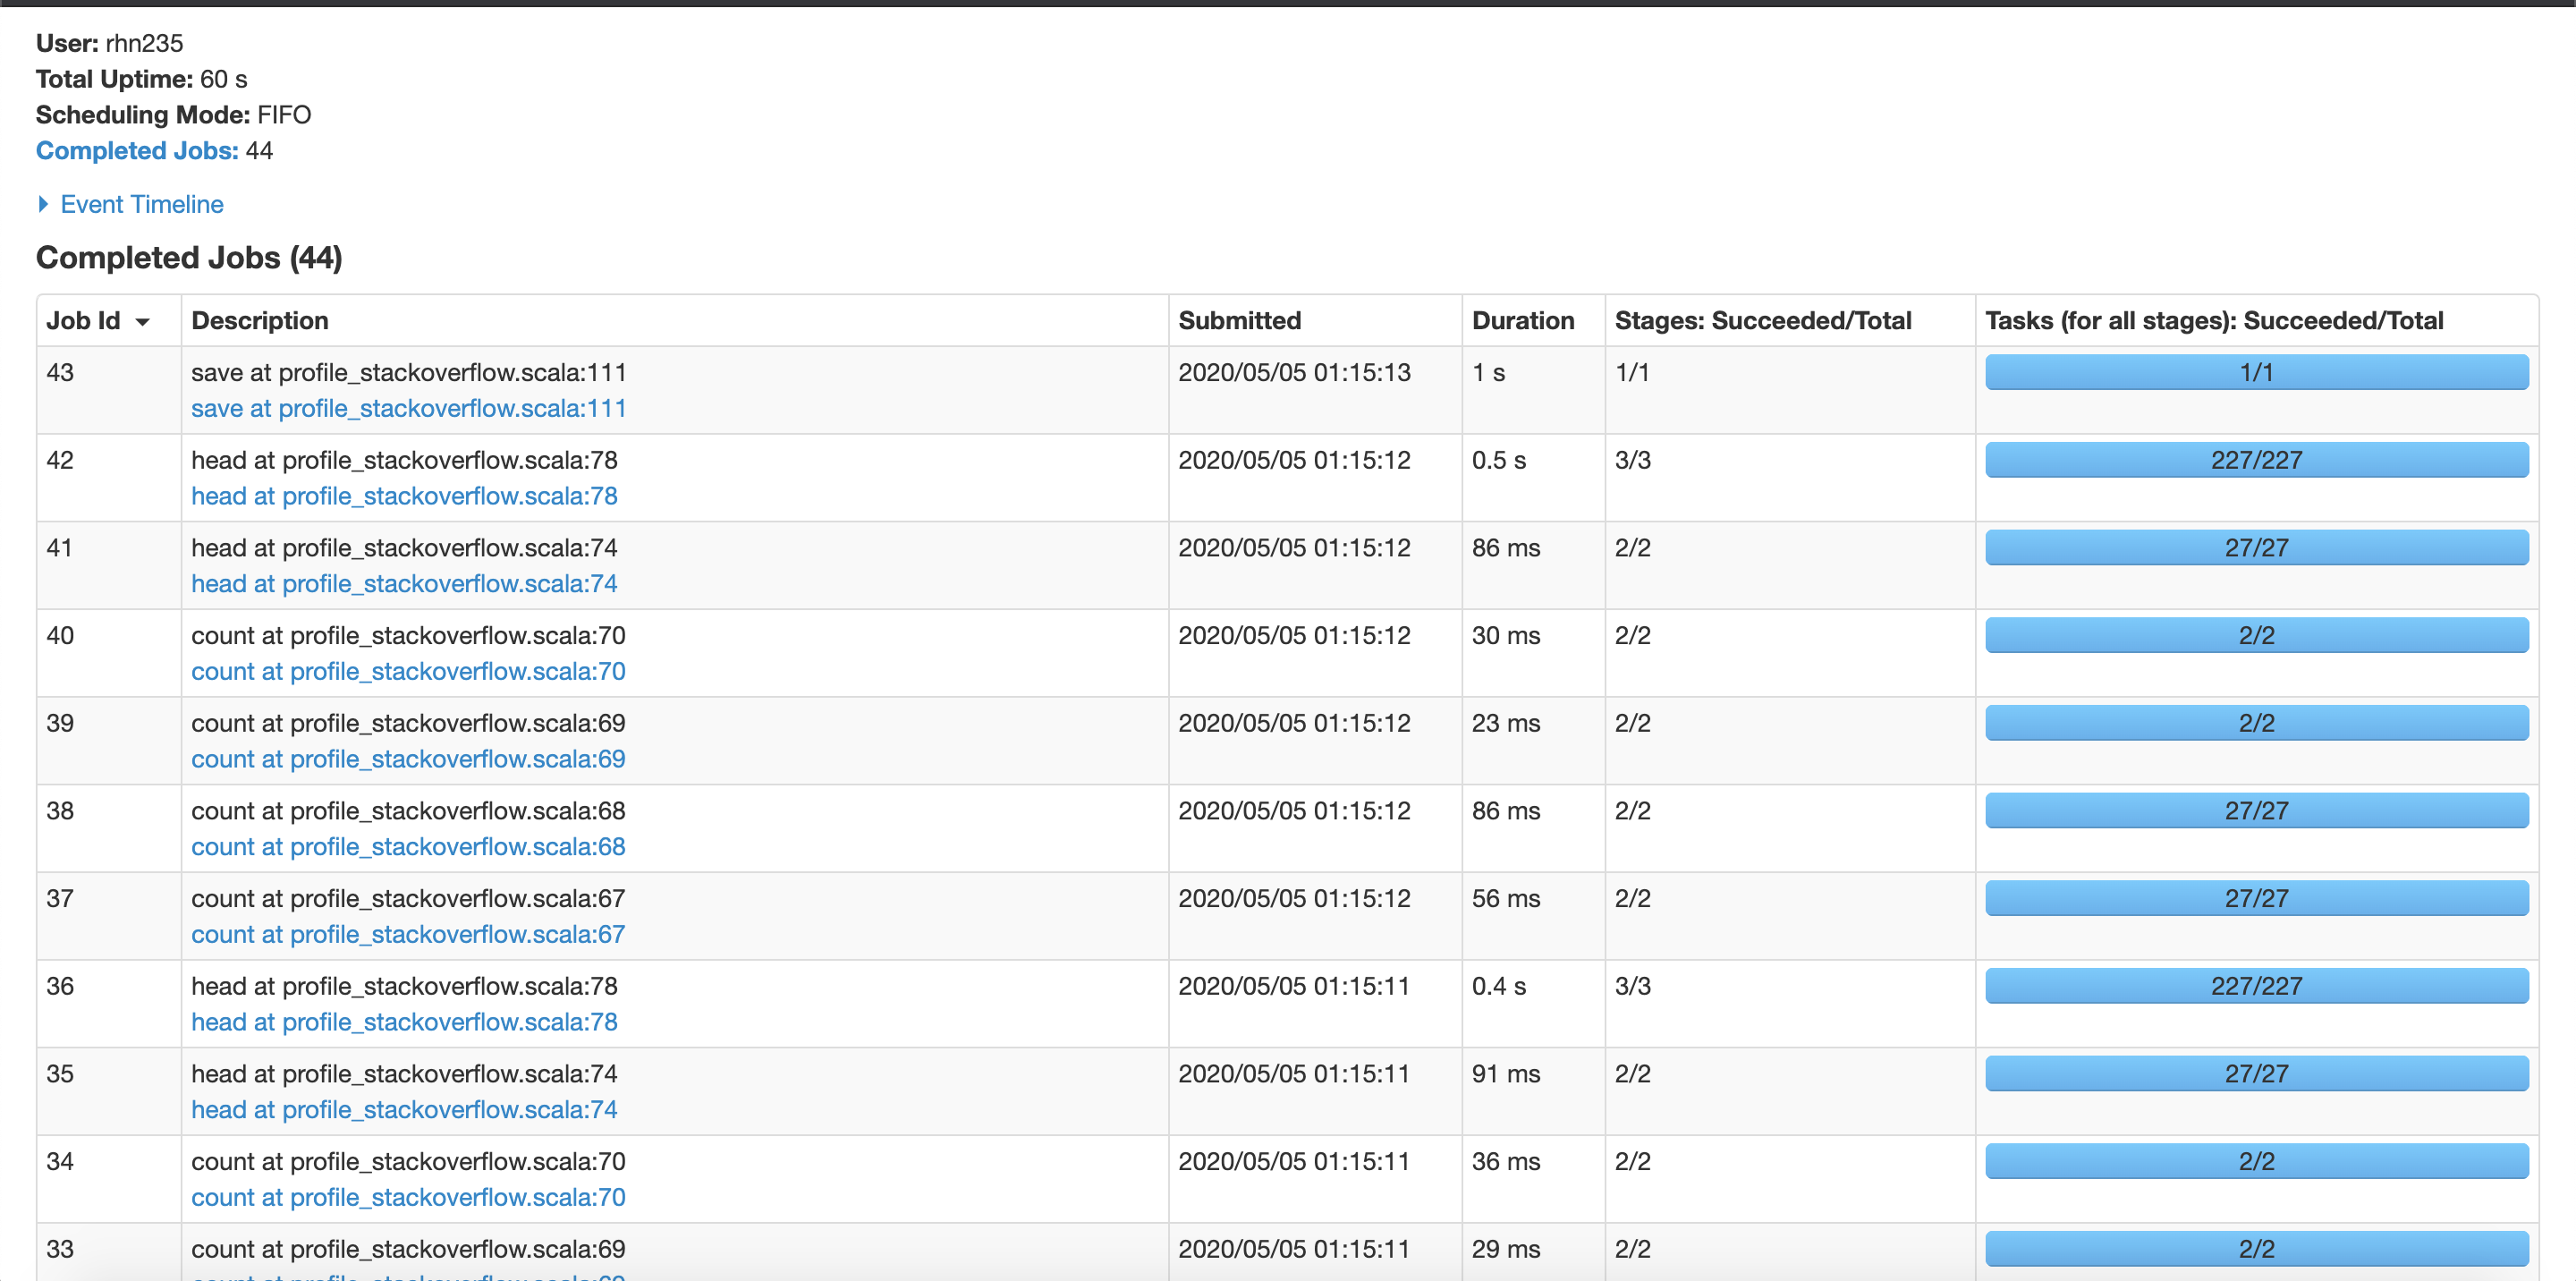 User: rhn235
Total Uptime: 60 s
Scheduling Mode: FIFO
Completed Jobs: 44
Event Timeline
Completed Jobs (44)
Job Id Description Submitted Duration Stages: Succeeded/Total Tasks (for all stages): Succeeded/Total
43 save at profile_stackoverflow.scala:111 2020/05/05 01:15:13 1 s 1/1 1/1
save at profile_stackoverflow.scala:111
42 head at profile_stackoverflow.scala:78 2020/05/05 01:15:12 0.5 s 3/3 227/227
head at profile_stackoverflow.scala:78
41 head at profile_stackoverflow.scala:74 2020/05/05 01:15:12 86 ms 2/2 27/27
head at profile_stackoverflow.scala:74
40 count at profile_stackoverflow.scala:70 2020/05/05 01:15:12 30 ms 2/2 2/2
count at profile_stackoverflow.scala:70
39 count at profile_stackoverflow.scala:69 2020/05/05 01:15:12 23 ms 2/2 2/2
count at profile_stackoverflow.scala:69
38 count at profile_stackoverflow.scala:68 2020/05/05 01:15:12 86 ms 2/2 27/27
count at profile_stackoverflow.scala:68
37 count at profile_stackoverflow.scala:67 2020/05/05 01:15:12 56 ms 2/2 27/27
count at profile_stackoverflow.scala:67
36 head at profile_stackoverflow.scala:78 2020/05/05 01:15:11 0.4 s 3/3 227/227
head at profile_stackoverflow.scala:78
35 head at profile_stackoverflow.scala:74 2020/05/05 01:15:11 91 ms 2/2 27/27
head at profile_stackoverflow.scala:74
34 count at profile_stackoverflow.scala:70 2020/05/05 01:15:11 36 ms 2/2 2/2
count at profile_stackoverflow.scala:70
33 count at profile_stackoverflow.scala:69 2020/05/05 01:15:11 29 ms 2/2 2/2